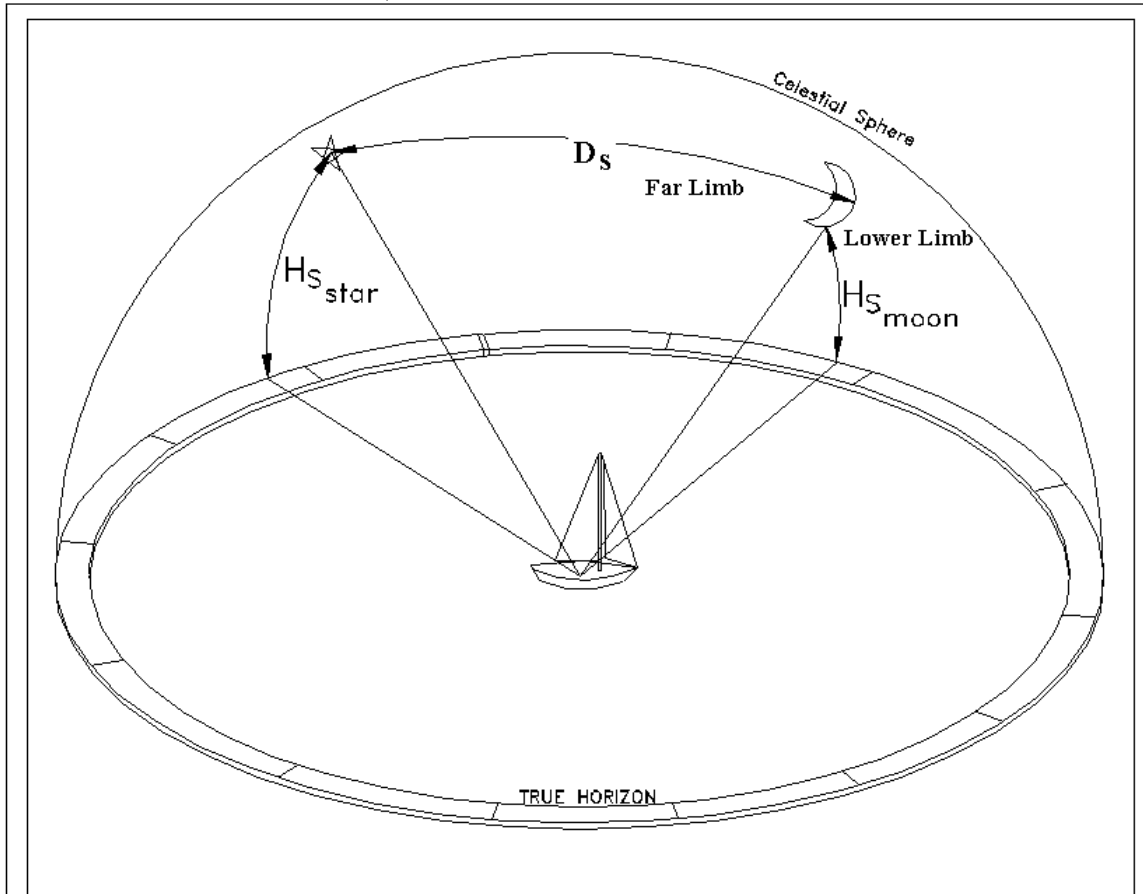 Celestial Sphere
Ds
Far Limb
Lower Limb
Hs star
Hs moon
TRUE HORIZON